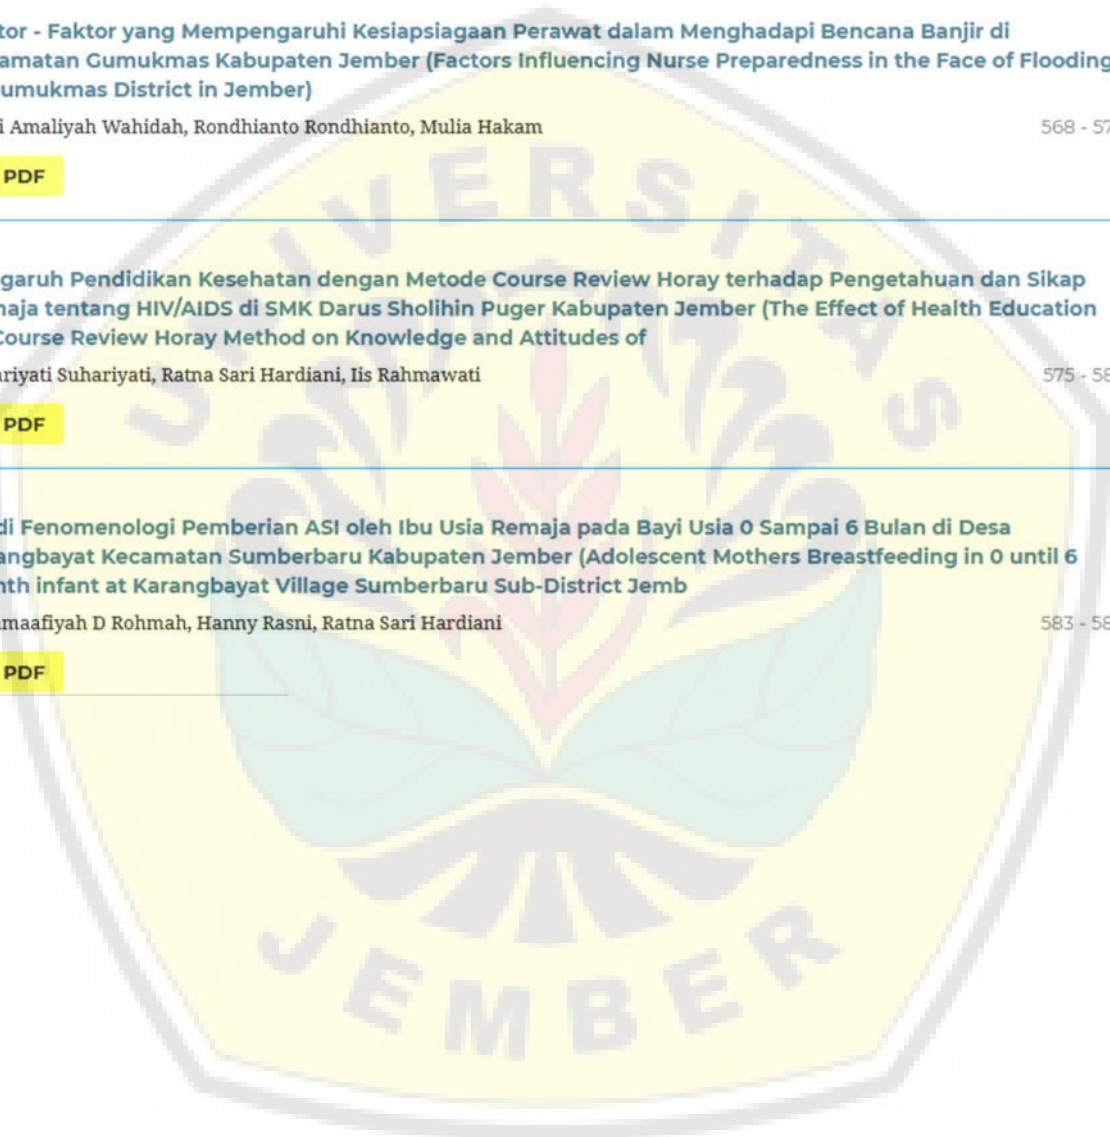 tor - Faktor yang Mempengaruhi Kesiapsiagaan Perawat dalam Menghadapi Bencana Banjir di
amatan Gumukmas Kabupaten Jember (Factors Influencing Nurse Preparedness in the Face of Flooding
umukmas District in Jember)
i Amaliyah Wahidah, Rondhianto Rondhianto, Mulia Hakam
568 - 57
PDF
garuh Pendidikan Kesehatan dengan Metode Course Review Horay terhadap Pengetahuan dan Sikap
naja tentang HIV/AIDS di SMK Darus Sholihin Puger Kabupaten Jember (The Effect of Health Education
Course Review Horay Method on Knowledge and Attitudes of
ariyati Suhariyati, Ratna Sari Hardiani, Iis Rahmawati
575 - 58
PDF
di Fenomenologi Pemberian ASI oleh Ibu Usia Remaja pada Bayi Usia 0 Sampai 6 Bulan di Desa
angbayat Kecamatan Sumberbaru Kabupaten Jember (Adolescent Mothers Breastfeeding in 0 until 6
nth infant at Karangbayat Village Sumberbaru Sub-District Jemb
maafiyah D Rohmah, Hanny Rasni, Ratna Sari Hardiani
583 - 58
PDF
UNIVERSITAS
JEMBER